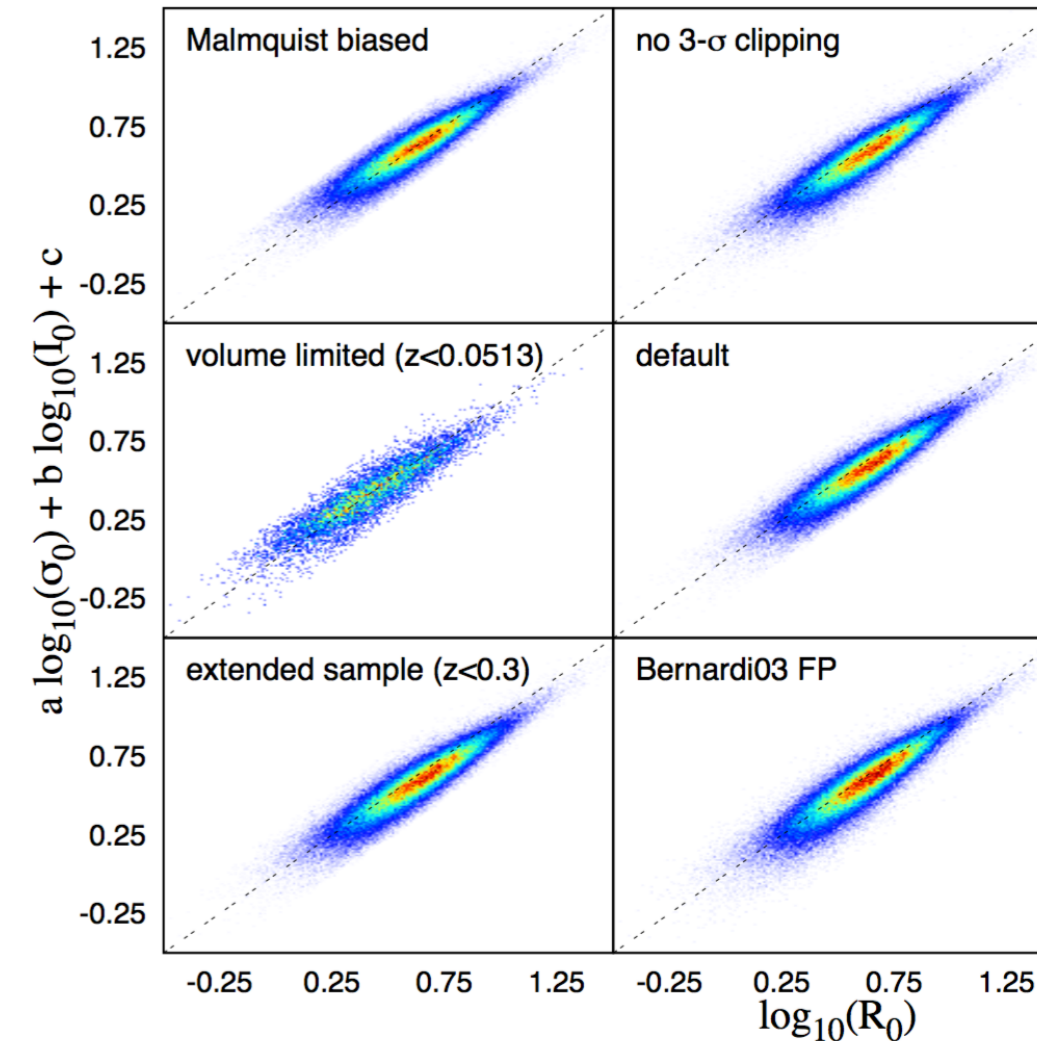 Malmquist biased
no 3-σ clipping
1.25
0.75
0.25
-0.25
volume limited (z<0.0513)
default
1.25
0.75
0.25
-0.25
extended sample (z<0.3)
Bernardi03 FP
1.25
0.75
0.25
-0.25
a log10(σ0) + b log10(I0) + c
-0.25 0.25 0.75 1.25 -0.25 0.25 0.75 1.25
log10(R0)